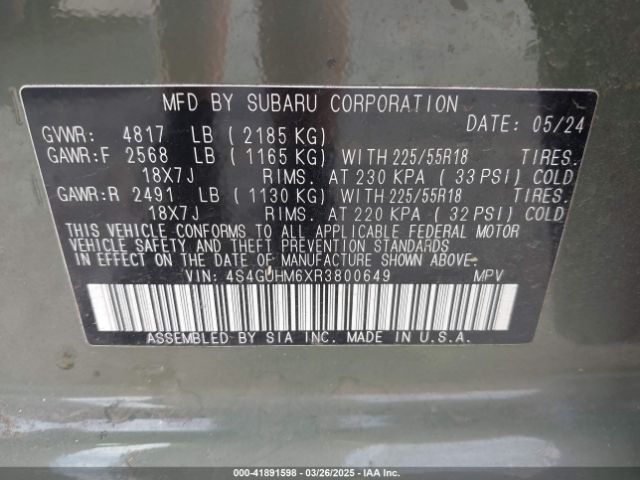 MFD BY SUBARU CORPORATION
DATE: 05/24
GVWR: 4817 LB ( 2185 KG)
GAWR:F 2568 LB ( 1165 KG) WITH 225/55R18 TIRES.
18X7J RIMS. AT 230 KPA ( 33 PSI) COLD
GAWR:R 2491 LB ( 1130 KG) WITH 225/55R18 TIRES.
18X7J RIMS. AT 220 KPA ( 32 PSI) COLD
THIS VEHICLE CONFORMS TO ALL APPLICABLE FEDERAL MOTOR
VEHICLE SAFETY AND THEFT PREVENTION STANDARDS
IN EFFECT ON THE DATE OF MANUFACTURE SHOWN ABOVE.
VIN: 4S4GUHM6XR3800649 MPV
ASSEMBLED BY SIA INC. MADE IN U.S.A.
000-41891598 - 03/26/2025 - IAA Inc.